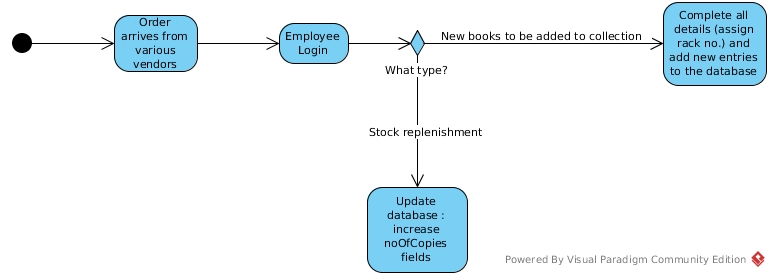 Order
arrives from
various
vendors
Employee
Login
What type?
New books to be added to collection
Complete all
details (assign
rack no.) and
add new entries
to the database
Stock replenishment
Update
database :
increase
noOfCopies
fields
Powered By Visual Paradigm Community Edition